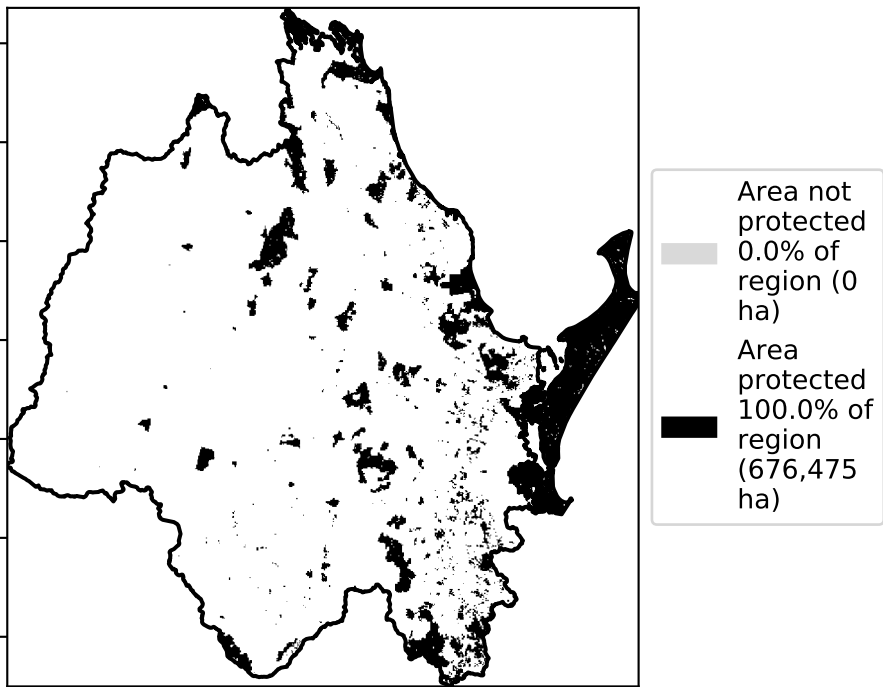 Area not
protected
0.0% of
region (0
ha)
Area
protected
100.0% of
region
(676,475
ha)